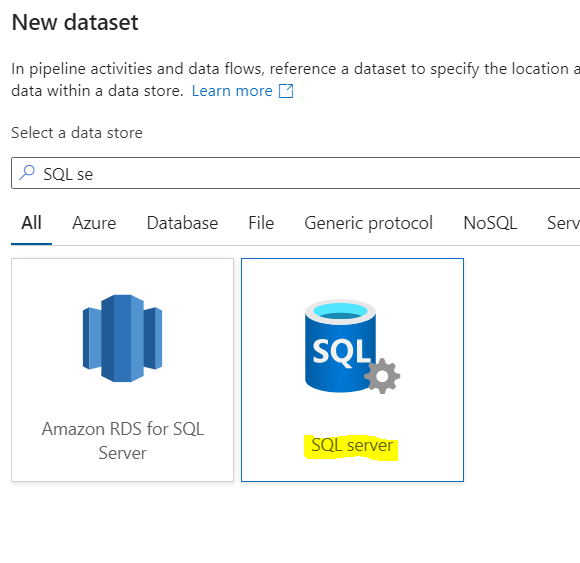 New dataset
In pipeline activities and data flows, reference a dataset to specify the location a
data within a data store. Learn more
Select a data store
SQL se
All Azure Database File Generic protocol NoSQL Serv
SQL
Amazon RDS for SQL
Server
SQL server